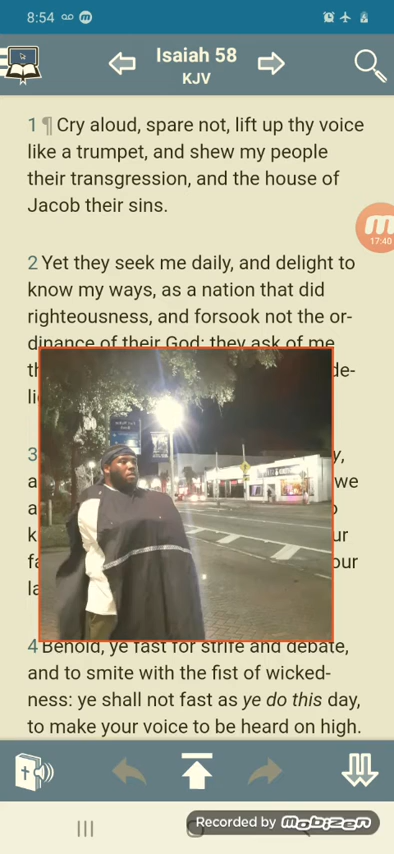 8:54
Isaiah 58
KJV
1 ¶ Cry aloud, spare not, lift up thy voice
like a trumpet, and shew my people
their transgression, and the house of
Jacob their sins.
17:40
2 Yet they seek me daily, and delight to
know my ways, as a nation that did
righteousness, and forsook not the or-
dinance of their God: they ask of me
de-
3
we
4 Behold, ye fast for strife and debate,
and to smite with the fist of wicked-
ness: ye shall not fast as ye do this day,
to make your voice to be heard on high.
Recorded by mobizen